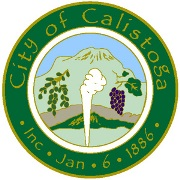 City of Calistoga
Inc • Jan • 6 • 1886